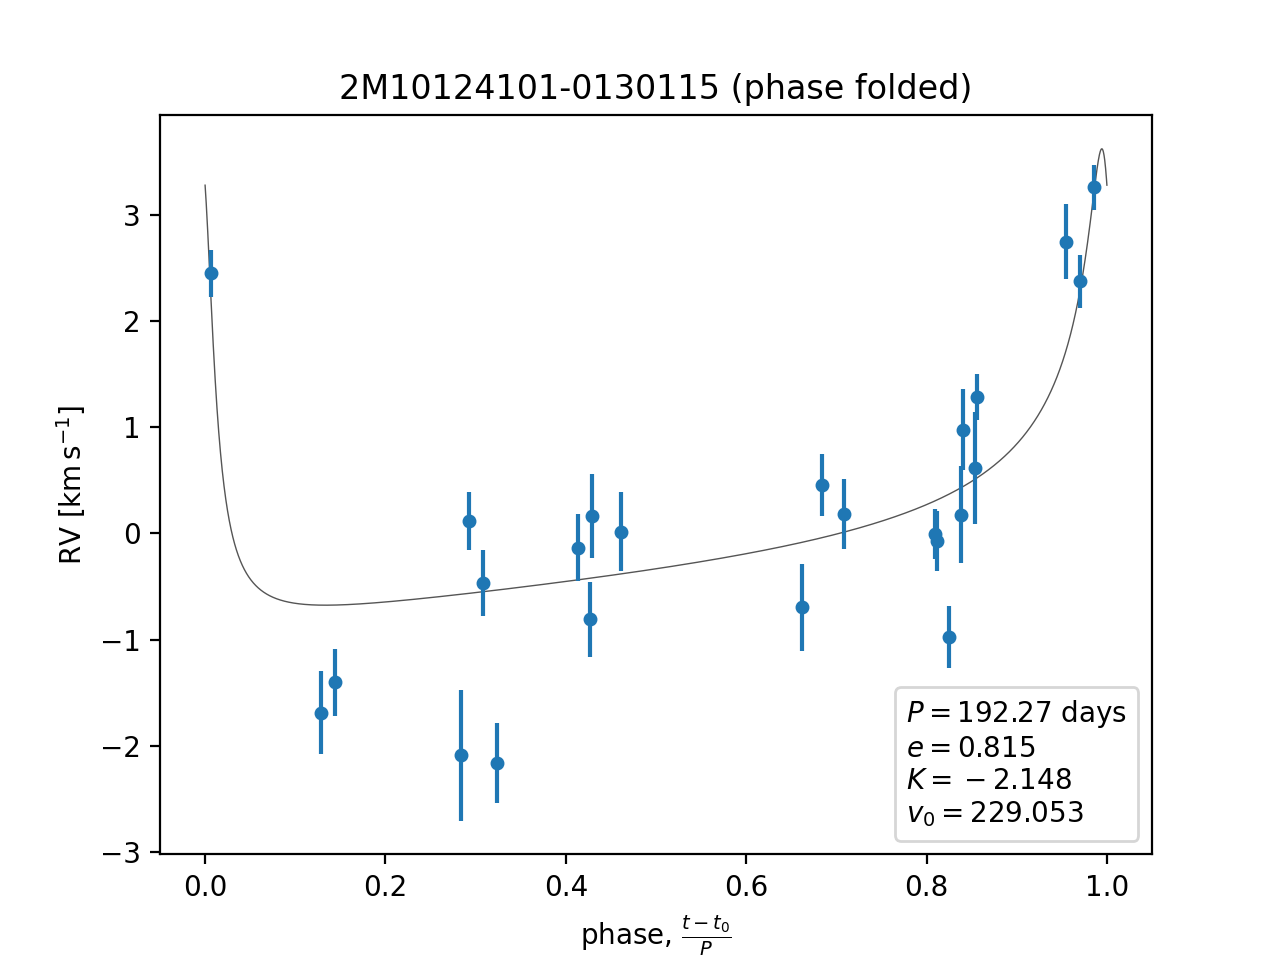 2M10124101-0130115 (phase folded)
RV [km s⁻¹]
3
2
1
0
−1
−2
−3
0.0 0.2 0.4 0.6 0.8 1.0
phase, (t − t₀)/P
P = 192.27 days
e = 0.815
K = −2.148
v₀ = 229.053